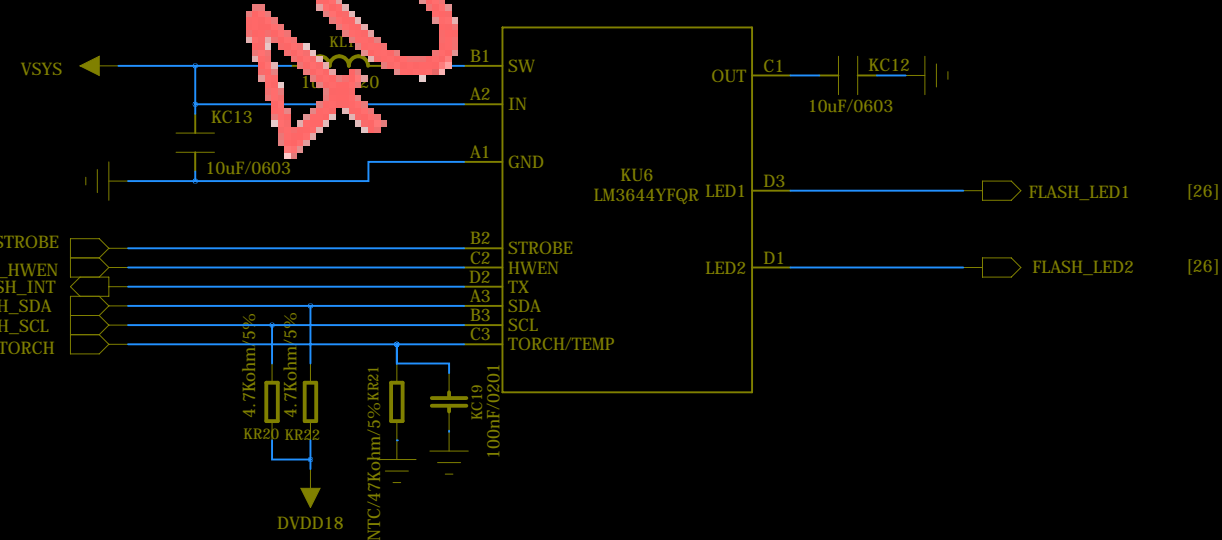 VSYS
B1
SW
A2
IN
KC13
10uF/0603
A1
GND
KU6
LM3644YFQR
OUT
C1
KC12
10uF/0603
LED1
D3
FLASH_LED1
[26]
LED2
D1
FLASH_LED2
[26]
STROBE
B2
STROBE
_HWEN
C2
HWEN
SH_INT
D2
TX
H_SDA
A3
SDA
H_SCL
B3
SCL
TORCH
C3
TORCH/TEMP
4.7Kohm/5%
4.7Kohm/5%
KR20
KR22
NTC/47Kohm/5%
KR21
KC19
100nF/0201
DVDD18